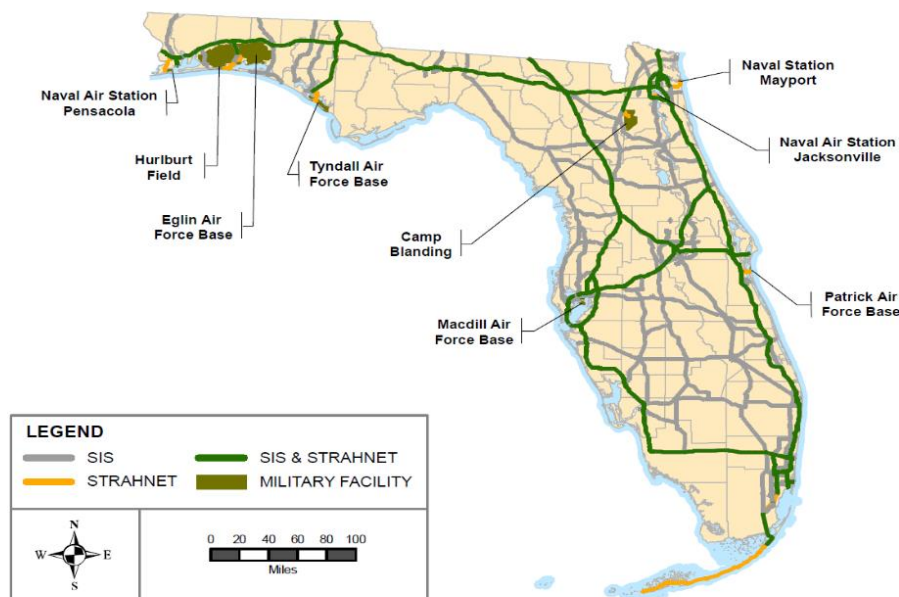 Naval Air Station
Pensacola
Hurlburt
Field
Eglin Air
Force Base
Tyndall Air
Force Base
Camp
Blanding
Macdill Air
Force Base
Naval Station
Mayport
Naval Air Station
Jacksonville
Patrick Air
Force Base
LEGEND
SIS
SIS & STRAHNET
STRAHNET
MILITARY FACILITY
N
W
E
S
0 20 40 60 80 100
Miles